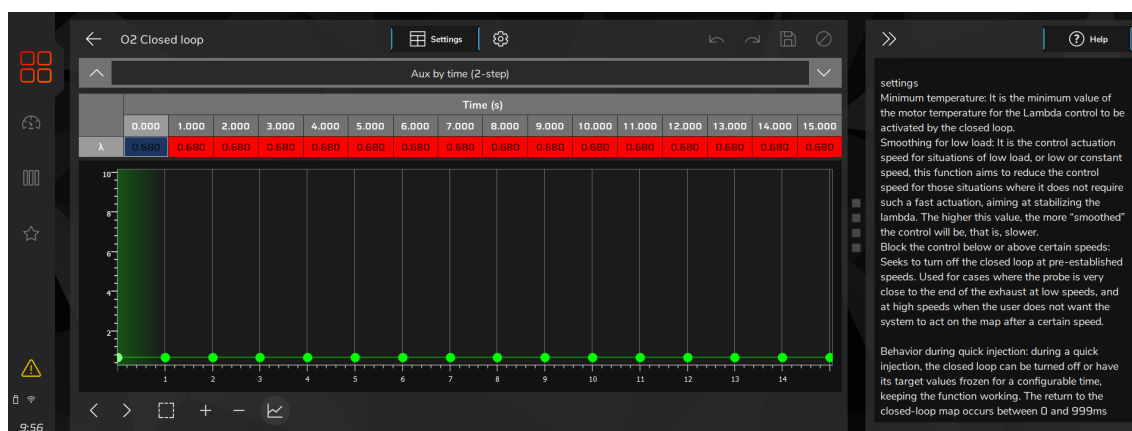 O2 Closed loop
Settings
Help
Aux by time (2-step)
Time (s)
0.000 1.000 2.000 3.000 4.000 5.000 6.000 7.000 8.000 9.000 10.000 11.000 12.000 13.000 14.000 15.000
λ 0.680 0.680 0.680 0.680 0.680 0.680 0.680 0.680 0.680 0.680 0.680 0.680 0.680 0.680 0.680 0.680
10
8
6
4
2
1 2 3 4 5 6 7 8 9 10 11 12 13 14
9:56
settings
Minimum temperature: It is the minimum value of
the motor temperature for the Lambda control to be
activated by the closed loop.
Smoothing for low load: It is the control actuation
speed for situations of low load, or low or constant
speed, this function aims to reduce the control
speed for those situations where it does not require
such a fast actuation, aiming at stabilizing the
lambda. The higher this value, the more "smoothed"
the control will be, that is, slower.
Block the control below or above certain speeds:
Seeks to turn off the closed loop at pre-established
speeds. Used for cases where the probe is very
close to the end of the exhaust at low speeds, and
at high speeds when the user does not want the
system to act on the map after a certain speed.
Behavior during quick injection: during a quick
injection, the closed loop can be turned off or have
its target values frozen for a configurable time,
keeping the function working. The return to the
closed-loop map occurs between 0 and 999ms